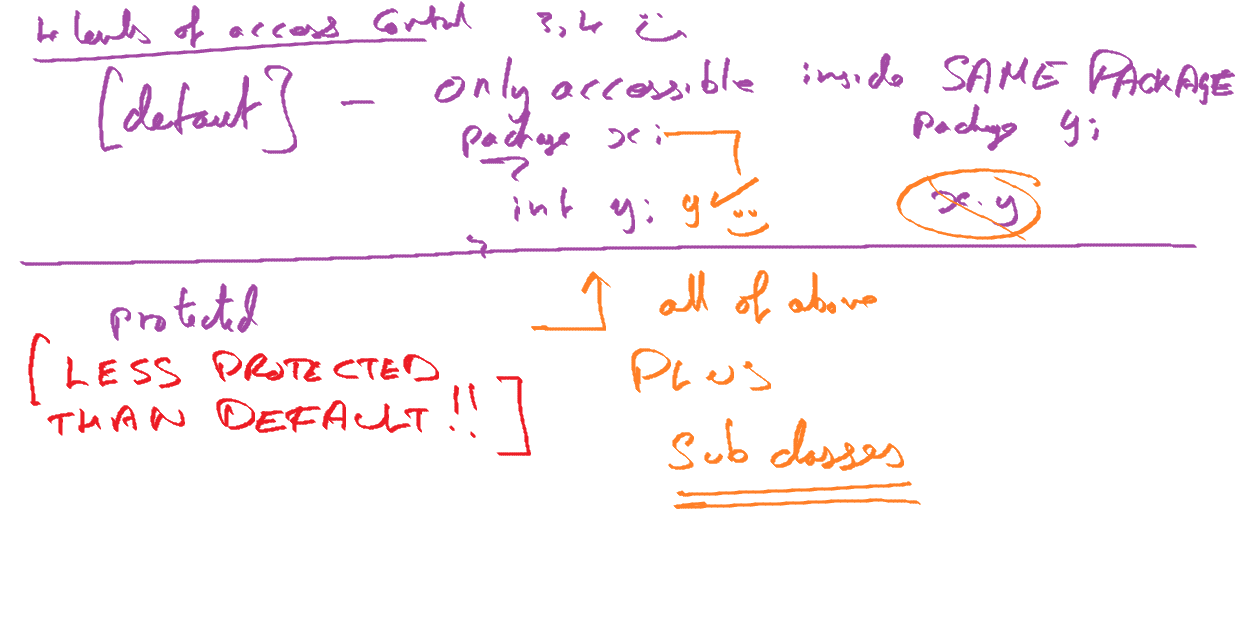 4 levels of access control 3,4
[default] - only accessible inside SAME PACKAGE
package x; package y;
int y; y x.y
protected all of above
[LESS PROTECTED PLUS
THAN DEFAULT!!]
Sub classes